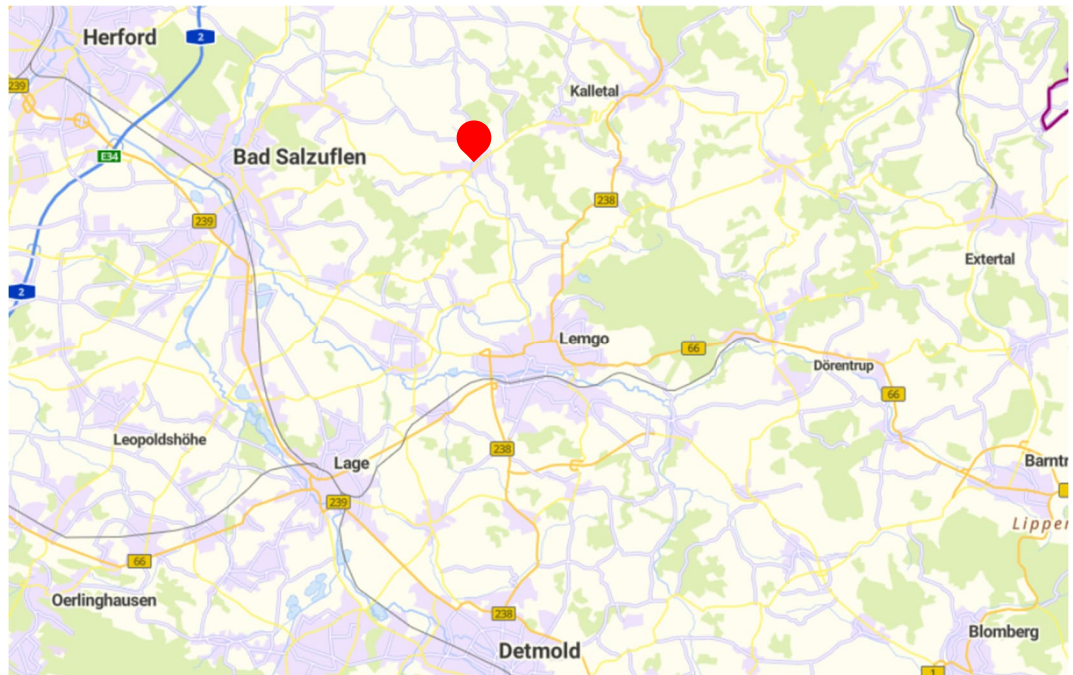 Herford
2
239
Kalletal
E34
Bad Salzuflen
238
239
Extertal
2
Lemgo
66
Dörentrup
66
Leopoldshöhe
238
Lage
Barntr
239
Lipper
66
Oerlinghausen
238
Blomberg
Detmold
1